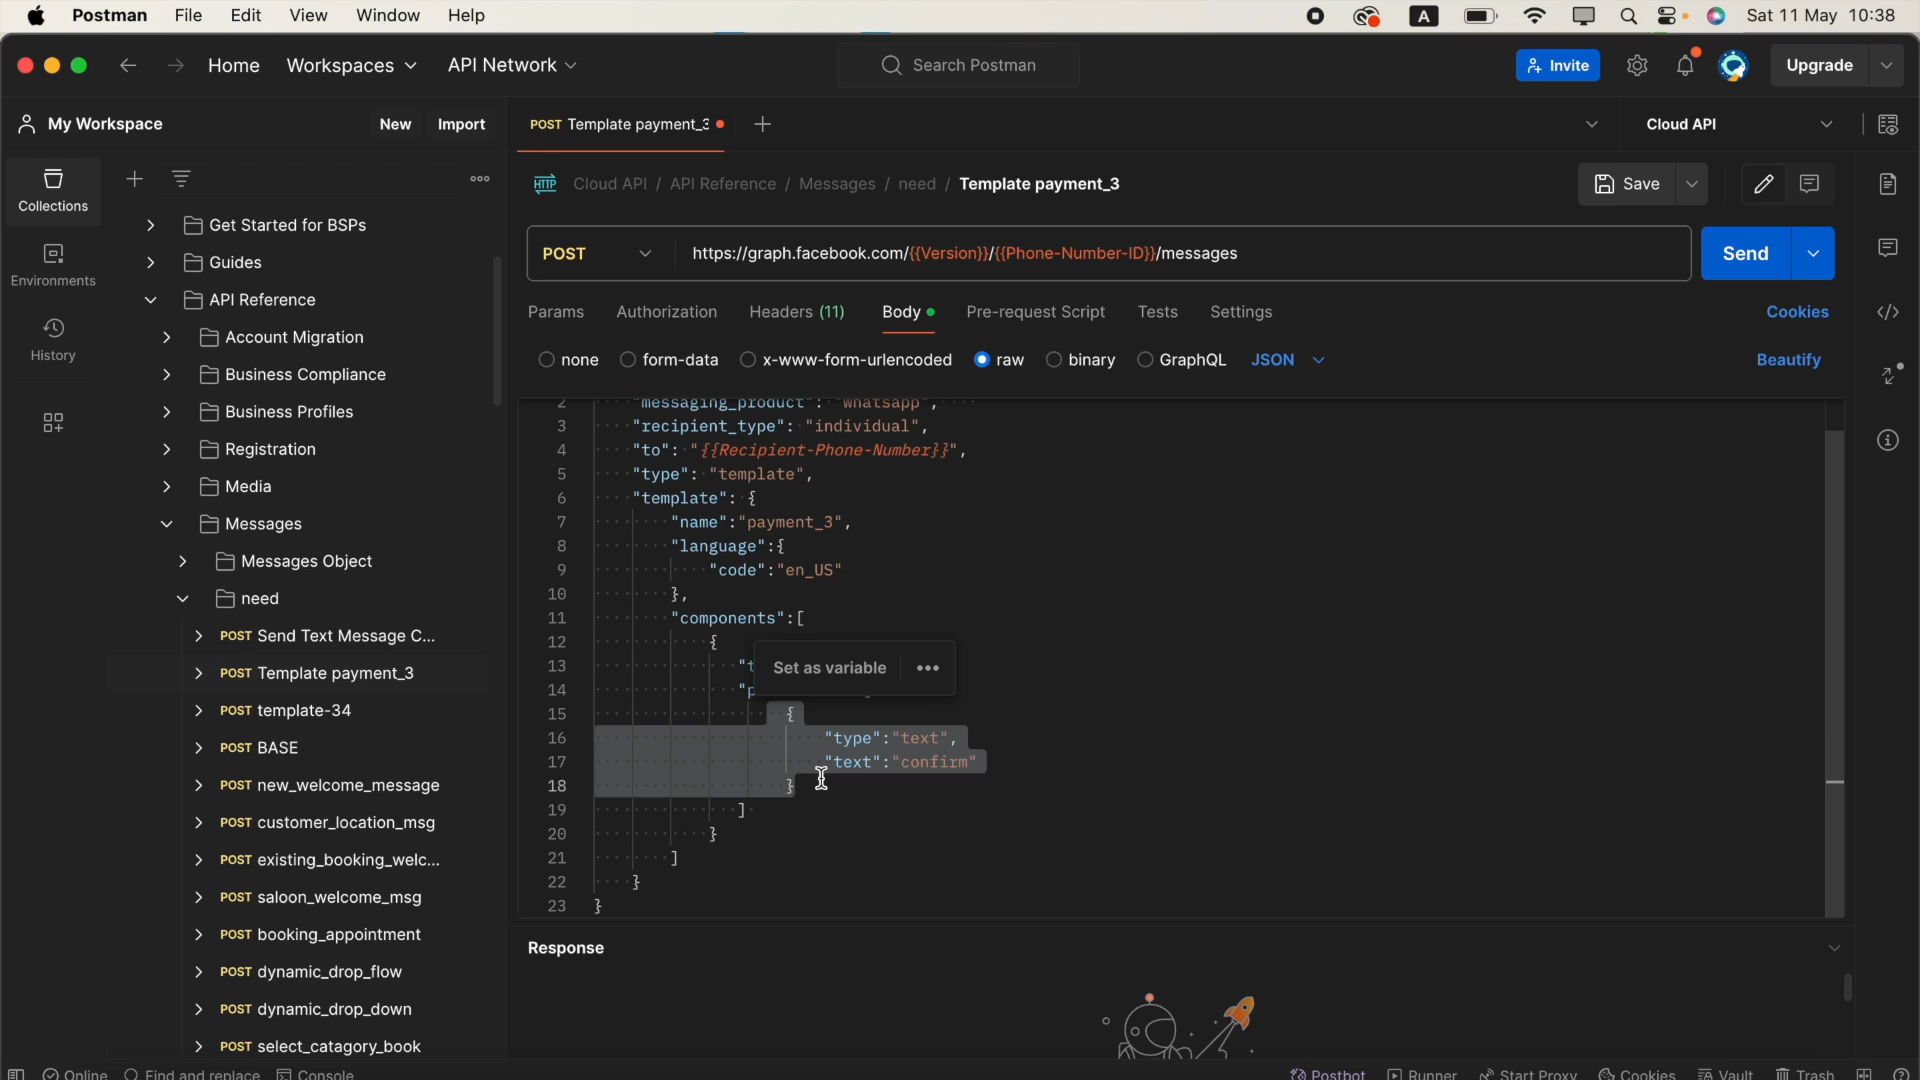 Postman File Edit View Window Help A Sat 11 May 10:38
Home Workspaces API Network Search Postman Invite Upgrade
My Workspace New Import POST Template payment_3 Cloud API
Collections
Environments
History
Get Started for BSPs
Guides
API Reference
Account Migration
Business Compliance
Business Profiles
Registration
Media
Messages
Messages Object
need
POST Send Text Message C...
POST Template payment_3
POST template-34
POST BASE
POST new_welcome_message
POST customer_location_msg
POST existing_booking_welc...
POST saloon_welcome_msg
POST booking_appointment
POST dynamic_drop_flow
POST dynamic_drop_down
POST select_catagory_book
HTTP Cloud API / API Reference / Messages / need / Template payment_3 Save
POST https://graph.facebook.com/{{Version}}/{{Phone-Number-ID}}/messages Send
Params Authorization Headers (11) Body Pre-request Script Tests Settings Cookies
none form-data x-www-form-urlencoded raw binary GraphQL JSON Beautify
2 "messaging_product": "whatsapp",
3 "recipient_type": "individual",
4 "to": "{{Recipient-Phone-Number}}",
5 "type": "template",
6 "template": {
7 "name":"payment_3",
8 "language":{
9 "code":"en_US"
10 },
11 "components":[
12 {
13 "t
14 "p
Set as variable •••
15 {
16 "type":"text",
17 "text":"confirm"
18 }
19 ]
20 }
21 ]
22 }
23 }
Response
Online Find and replace Console Postbot Runner Start Proxy Cookies Vault Trash